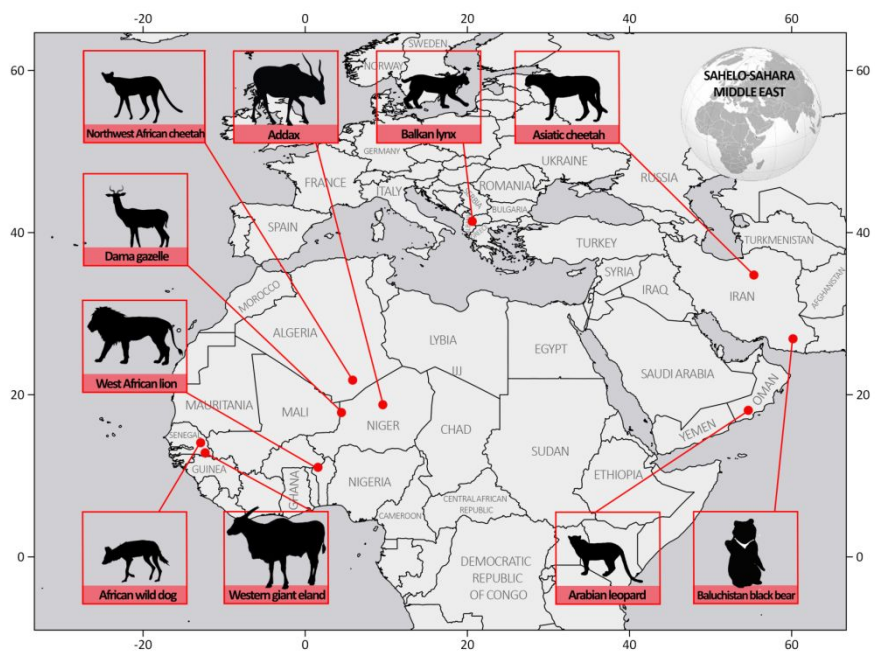 -20 0 20 40 60
60 60
40 40
20 20
0 0
-20 0 20 40 60
SAHELO-SAHARA
MIDDLE EAST
Northwest African cheetah
Addax
Balkan lynx
Asiatic cheetah
Dama gazelle
West African lion
African wild dog
Western giant eland
Arabian leopard
Baluchistan black bear
SWEDEN
NORWAY
GERMANY
UKRAINE
RUSSIA
FRANCE
ITALY
ROMANIA
BULGARIA
SPAIN
TURKEY
TURKMENISTAN
SYRIA
IRAQ
IRAN
AFGHANISTAN
MOROCCO
ALGERIA
LYBIA
EGYPT
SAUDI ARABIA
OMAN
YEMEN
MAURITANIA
MALI
NIGER
CHAD
SUDAN
SENEGAL
GUINEA
GHANA
NIGERIA
ETHIOPIA
CAMEROON
CENTRAL AFRICAN
REPUBLIC
DEMOCRATIC
REPUBLIC
OF CONGO